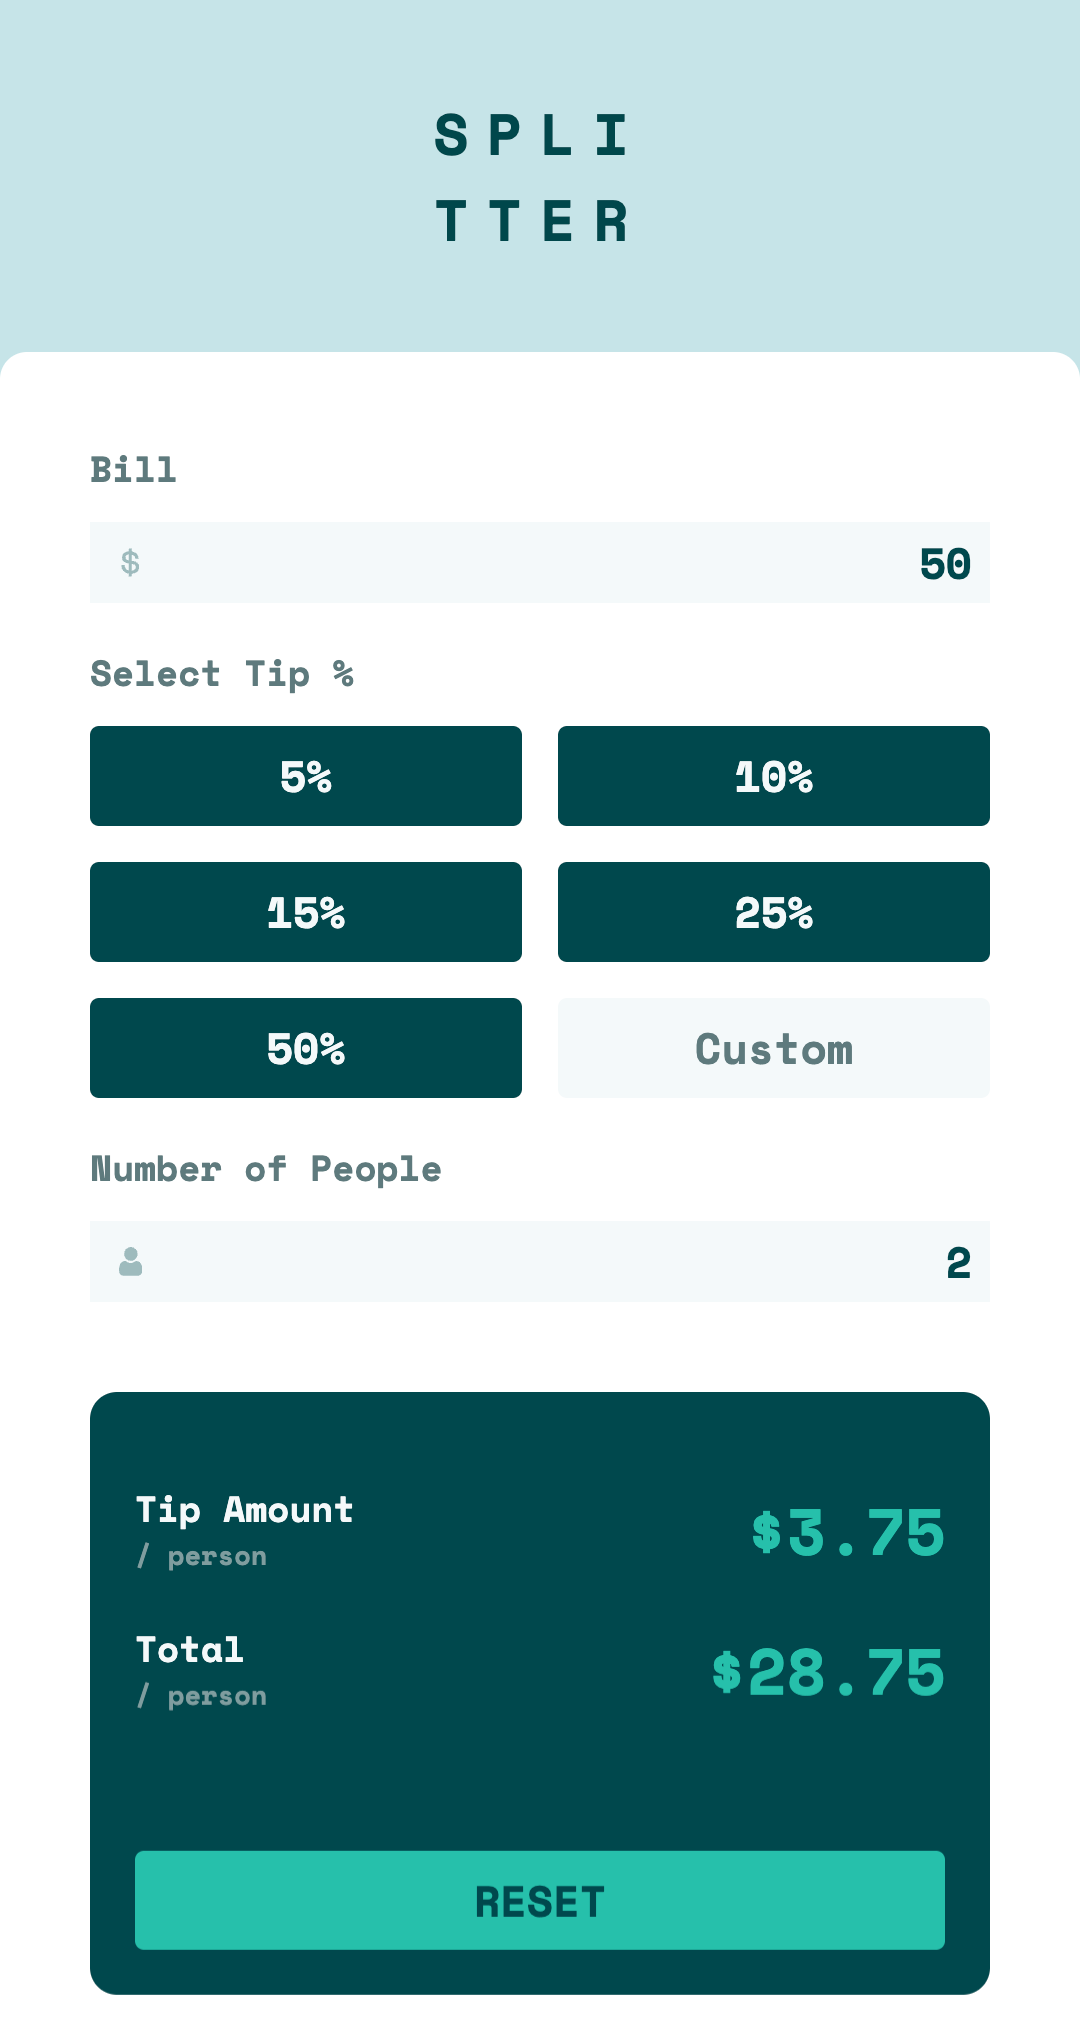 SPLI
TTER
Bill
$ 50
Select Tip %
5% 10%
15% 25%
50% Custom
Number of People
2
Tip Amount
/ person
$3.75
Total
/ person
$28.75
RESET